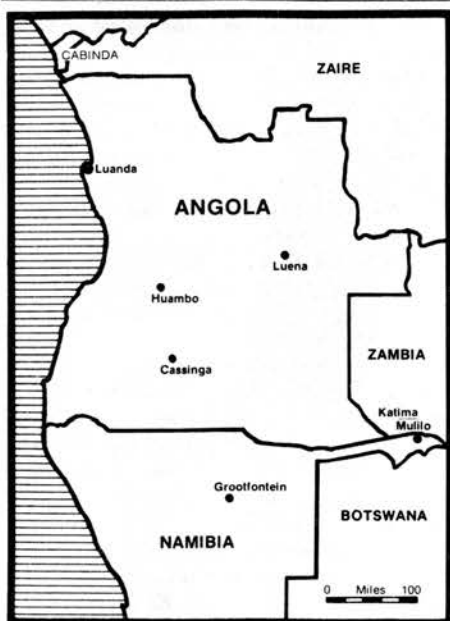 CABINDA
ZAIRE
Luanda
ANGOLA
Luena
Huambo
ZAMBIA
Cassinga
Katima
Mulilo
Grootfontein
BOTSWANA
NAMIBIA
0 Miles 100